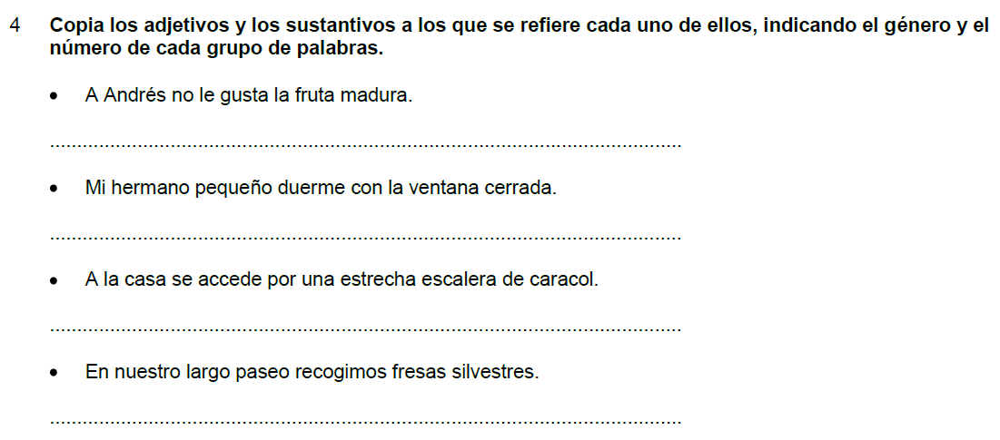 4 Copia los adjetivos y los sustantivos a los que se refiere cada uno de ellos, indicando el género y el
número de cada grupo de palabras.
• A Andrés no le gusta la fruta madura.
....................................................................................................................
• Mi hermano pequeño duerme con la ventana cerrada.
....................................................................................................................
• A la casa se accede por una estrecha escalera de caracol.
....................................................................................................................
• En nuestro largo paseo recogimos fresas silvestres.
....................................................................................................................